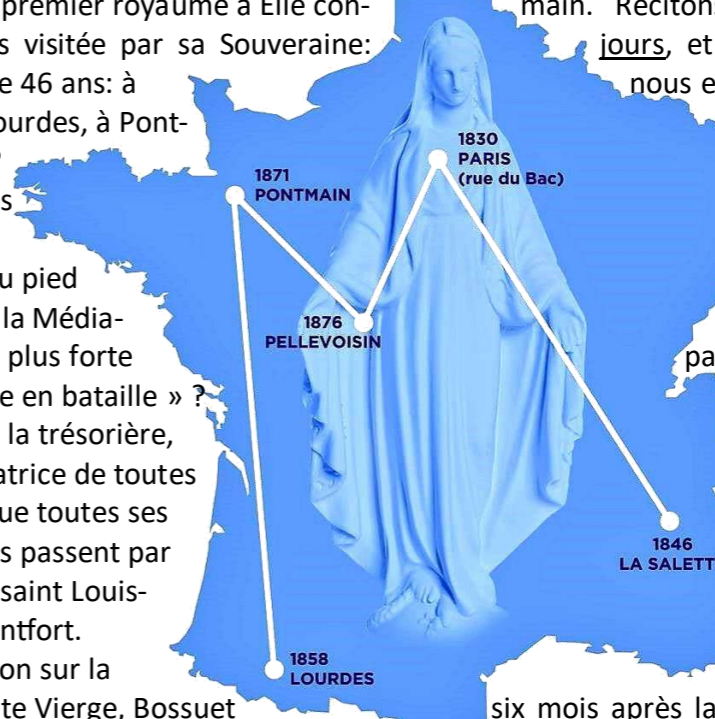 premier royaume à Elle con-
s visitée par sa Souveraine:
e 46 ans: à
ourdes, à Pont-
s
u pied
la Média-
plus forte
e en bataille » ?
la trésorière,
atrice de toutes
ue toutes ses
s passent par
saint Louis-
ntfort.
on sur la
te Vierge, Bossuet
1830
PARIS
(rue du Bac)
1871
PONTMAIN
1876
PELLEVOISIN
1846
LA SALETT
1858
LOURDES
main. Récitons
jours, et
nous e
pa
six mois après la